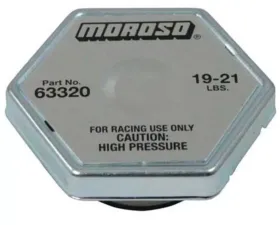 MOROSO®
Part No.
63320
19-21
LBS.
FOR RACING USE ONLY
CAUTION:
HIGH PRESSURE